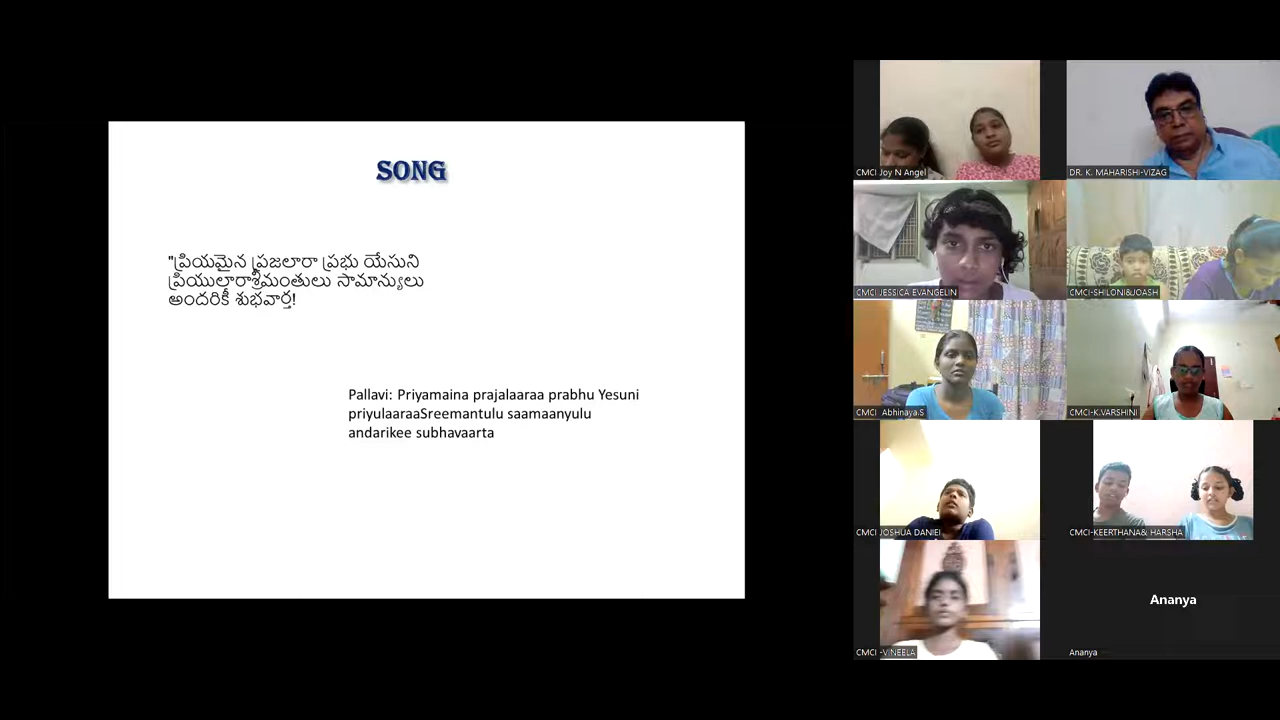 SONG
"ప్రియమైన ప్రజలారా ప్రభు యేసుని
ప్రియులారాశ్రీమంతులు సామాన్యులు
అందరికీ శుభవార్త!
Pallavi: Priyamaina prajalaaraa prabhu Yesuni
priyulaaraaSreemantulu saamaanyulu
andarikee subhavaarta
CMCI Joy N Angel
DR. K. MAHARISHI-VIZAG
CMCI JESSICA EVANGELIN
CMCI-SHILONI&JOASH
CMCI Abhinaya.S
CMCI-K.VARSHINI
CMCI JOSHUA DANIEl
CMCI-KEERTHANA& HARSHA
CMCI -VINEELA
Ananya
Ananya